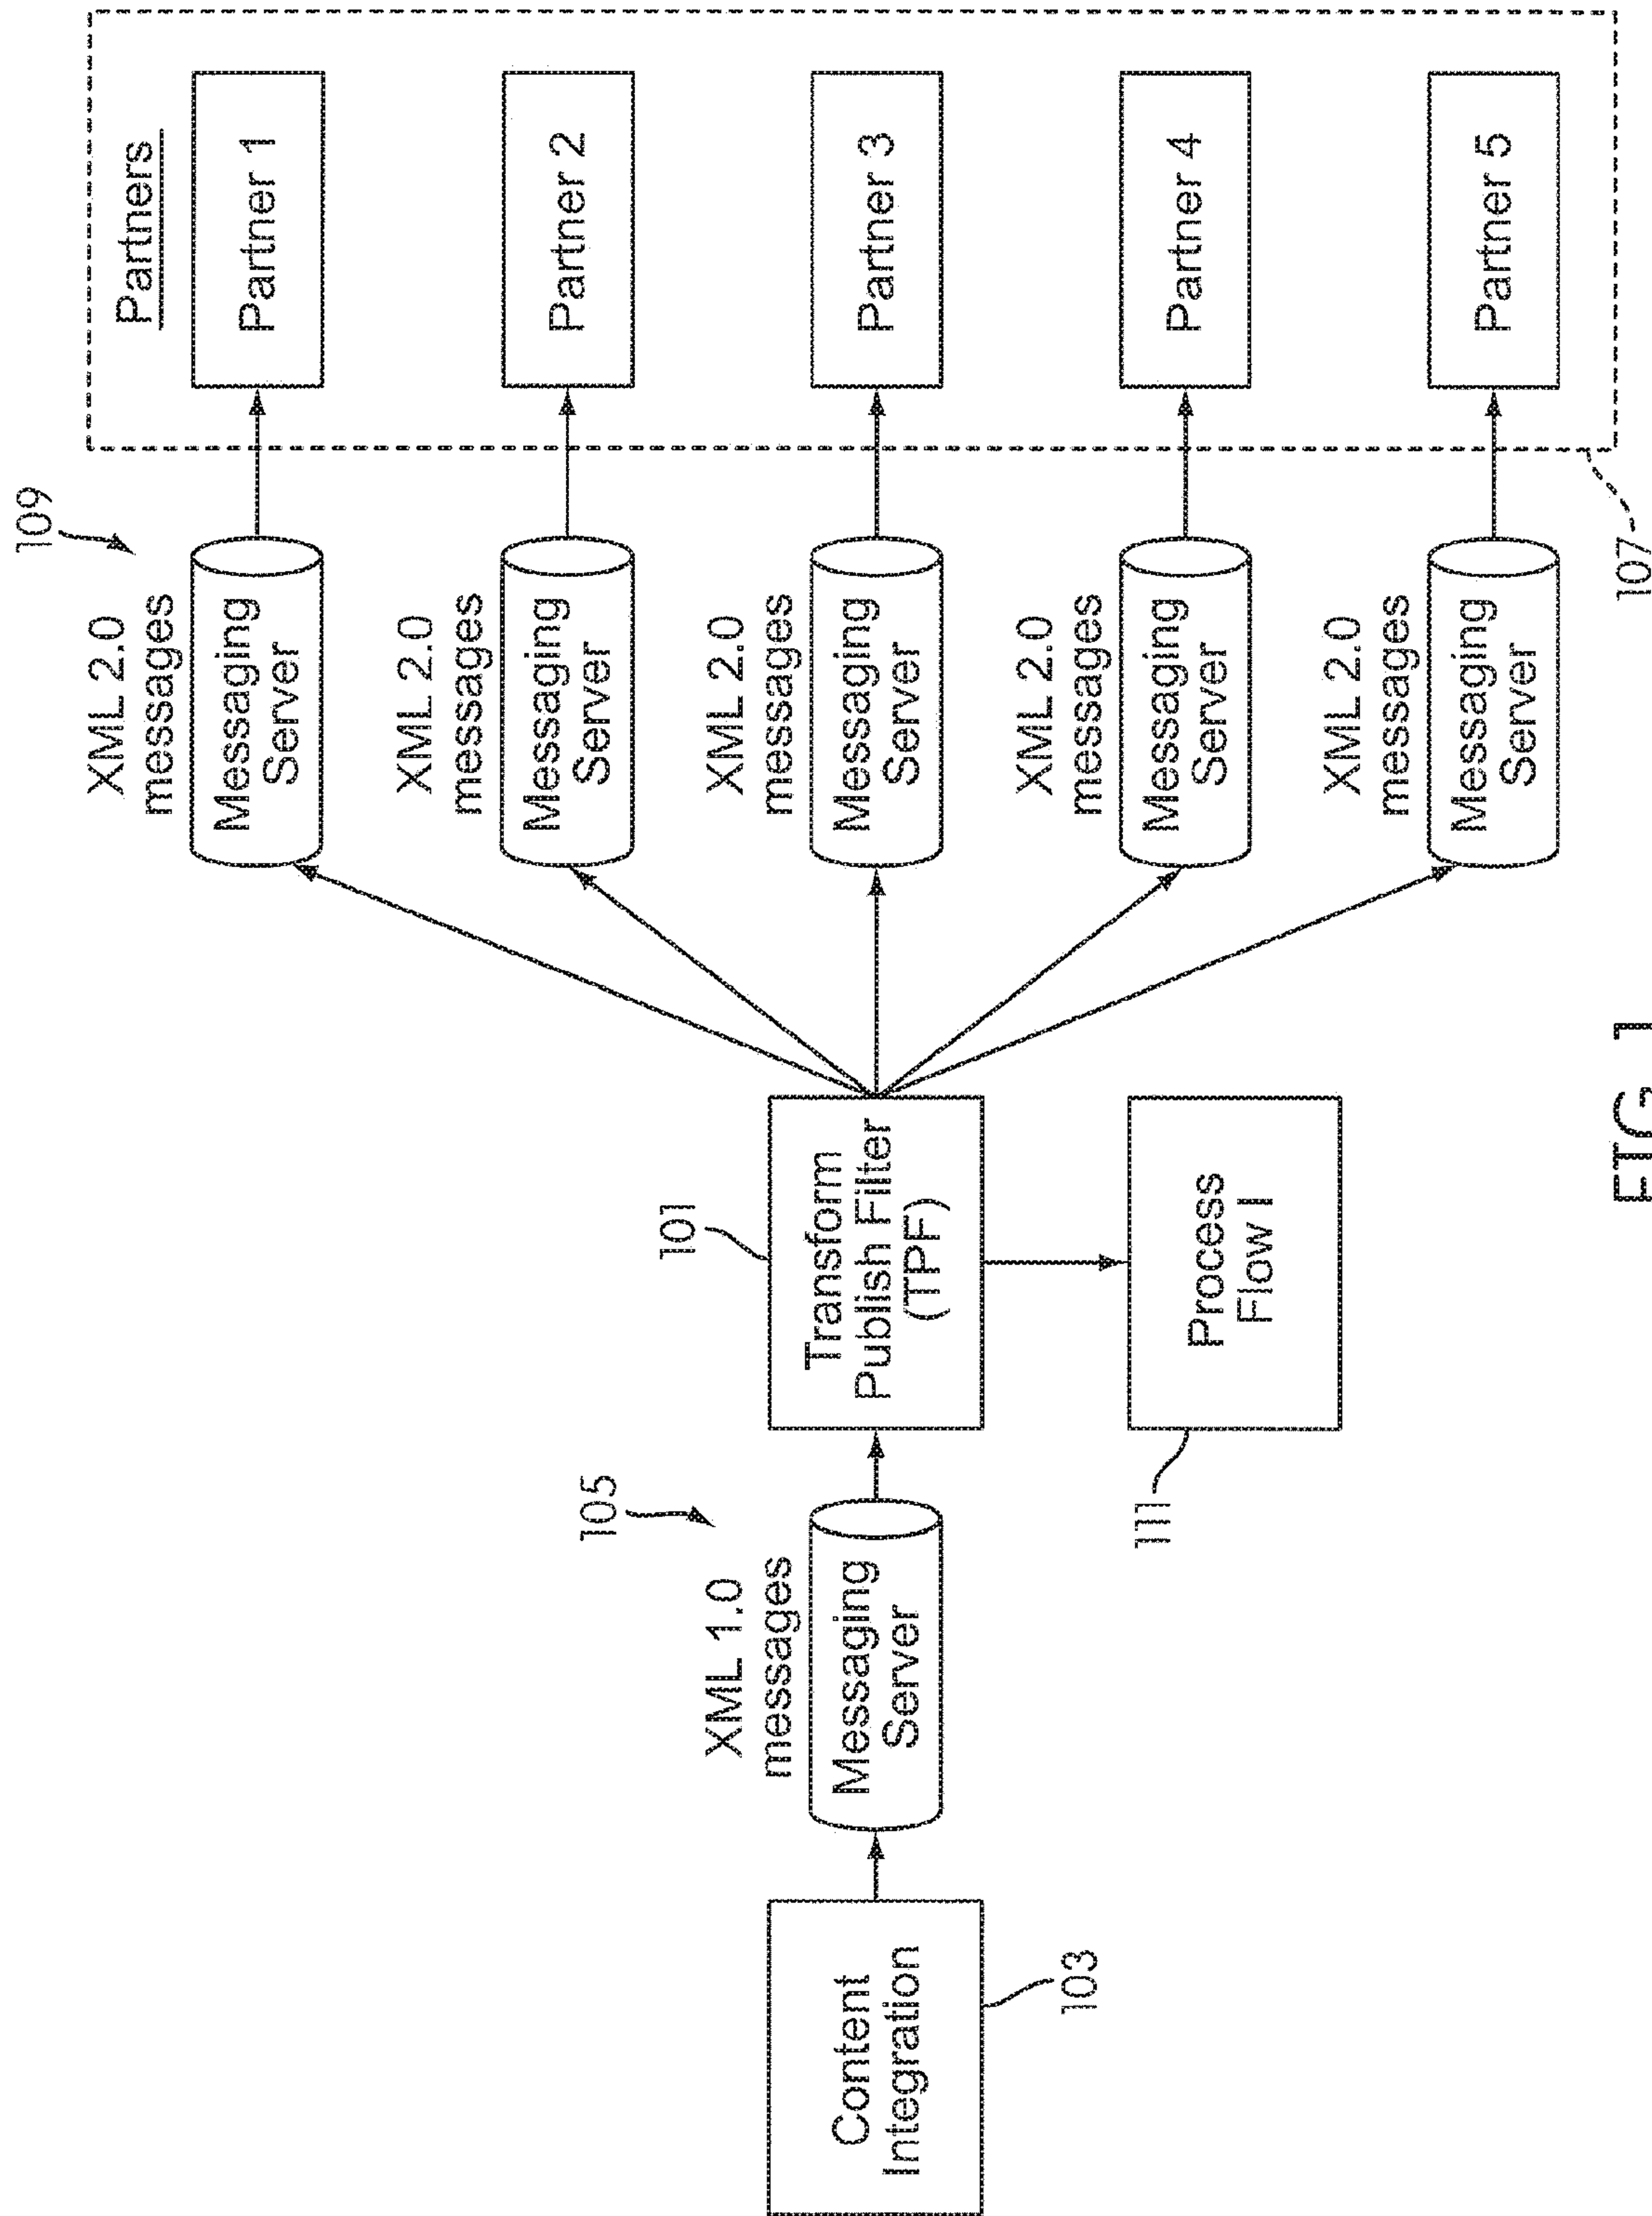 109
Partners
XML 2.0
messages
Messaging
Server
Partner 1
XML 2.0
messages
Messaging
Server
Partner 2
XML 2.0
messages
Messaging
Server
Partner 3
XML 2.0
messages
Messaging
Server
Partner 4
XML 2.0
messages
Messaging
Server
Partner 5
107
101
Transform
Publish Filter
(TPF)
105
XML 1.0
messages
Messaging
Server
Content
Integration
103
Process
Flow I
111
FIG. 1